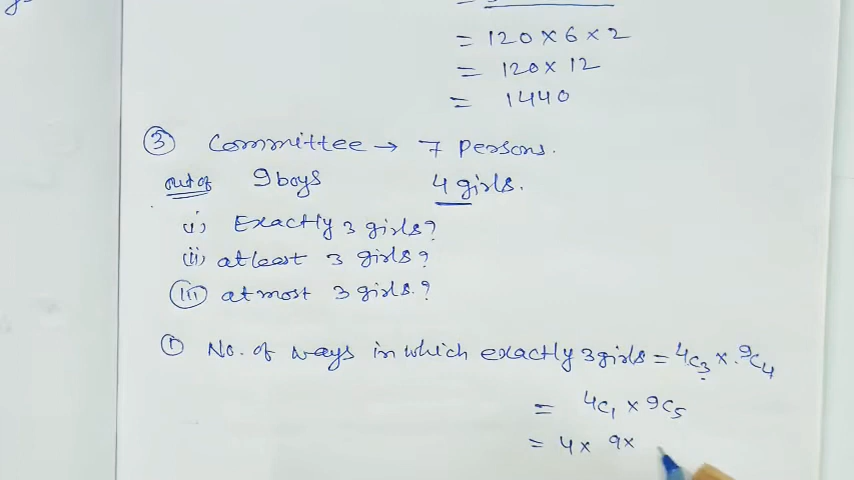 = 120 × 6 × 2
= 120 × 12
= 1440
③ Committee → 7 Persons.
out of 9 boys 4 girls.
(i) Exactly 3 girls?
(ii) atleast 3 girls?
(iii) atmost 3 girls.?
① No. of ways in which exactly 3 girls = 4C3 × 9C4
= 4C1 × 9C5
= 4 × 9×